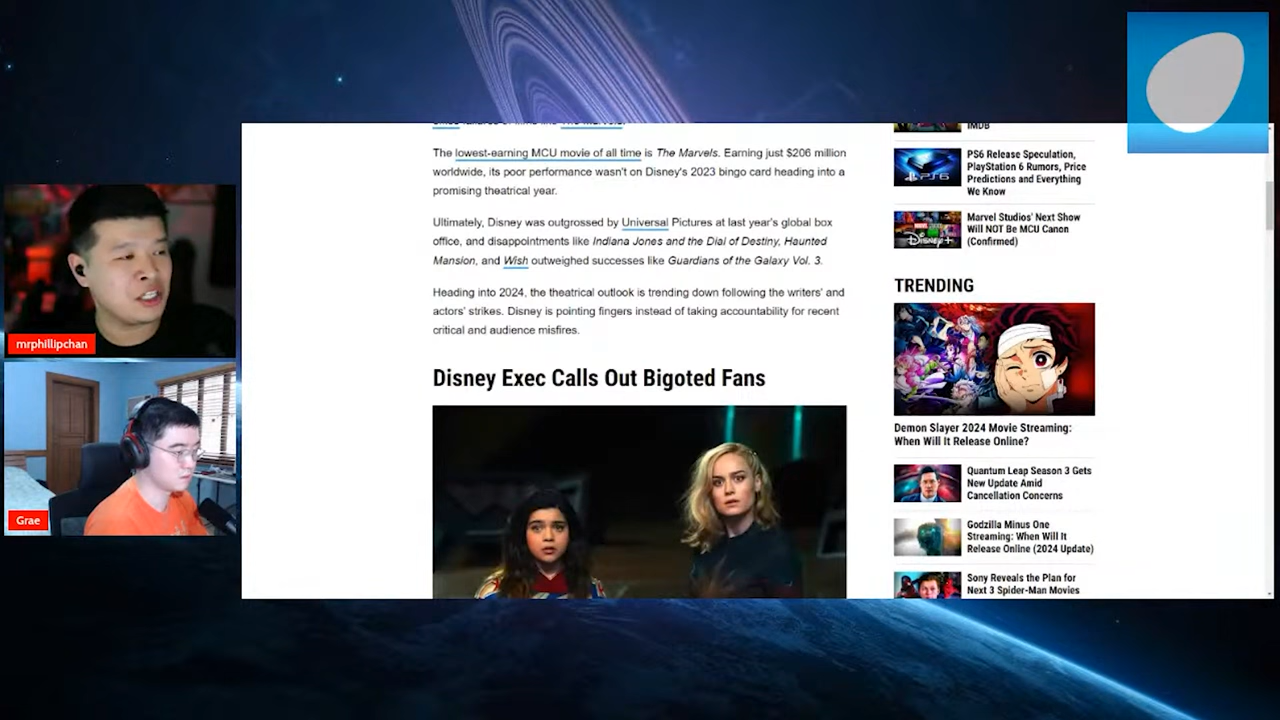 The lowest-earning MCU movie of all time is The Marvels. Earning just $206 million
worldwide, its poor performance wasn't on Disney's 2023 bingo card heading into a
promising theatrical year.
Ultimately, Disney was outgrossed by Universal Pictures at last year's global box
office, and disappointments like Indiana Jones and the Dial of Destiny, Haunted
Mansion, and Wish outweighed successes like Guardians of the Galaxy Vol. 3.
Heading into 2024, the theatrical outlook is trending down following the writers' and
actors' strikes. Disney is pointing fingers instead of taking accountability for recent
critical and audience misfires.
Disney Exec Calls Out Bigoted Fans
IMDB
PS6 Release Speculation,
PlayStation 6 Rumors, Price
Predictions and Everything
We Know
PS6
Marvel Studios' Next Show
Will NOT Be MCU Canon
(Confirmed)
Disney+
TRENDING
Demon Slayer 2024 Movie Streaming:
When Will It Release Online?
Quantum Leap Season 3 Gets
New Update Amid
Cancellation Concerns
Godzilla Minus One
Streaming: When Will It
Release Online (2024 Update)
Sony Reveals the Plan for
Next 3 Spider-Man Movies
mrphillipchan
Grae